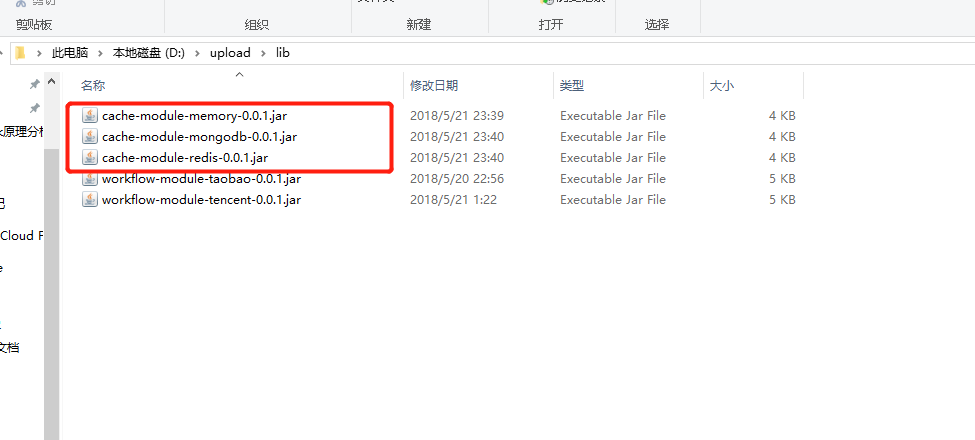 剪贴板
组织
新建
打开
选择
此电脑 › 本地磁盘 (D:) › upload › lib
名称 修改日期 类型 大小
cache-module-memory-0.0.1.jar 2018/5/21 23:39 Executable Jar File 4 KB
cache-module-mongodb-0.0.1.jar 2018/5/21 23:40 Executable Jar File 4 KB
cache-module-redis-0.0.1.jar 2018/5/21 23:40 Executable Jar File 4 KB
workflow-module-taobao-0.0.1.jar 2018/5/20 22:56 Executable Jar File 5 KB
workflow-module-tencent-0.0.1.jar 2018/5/21 1:22 Executable Jar File 5 KB
原理分析
Cloud
文档